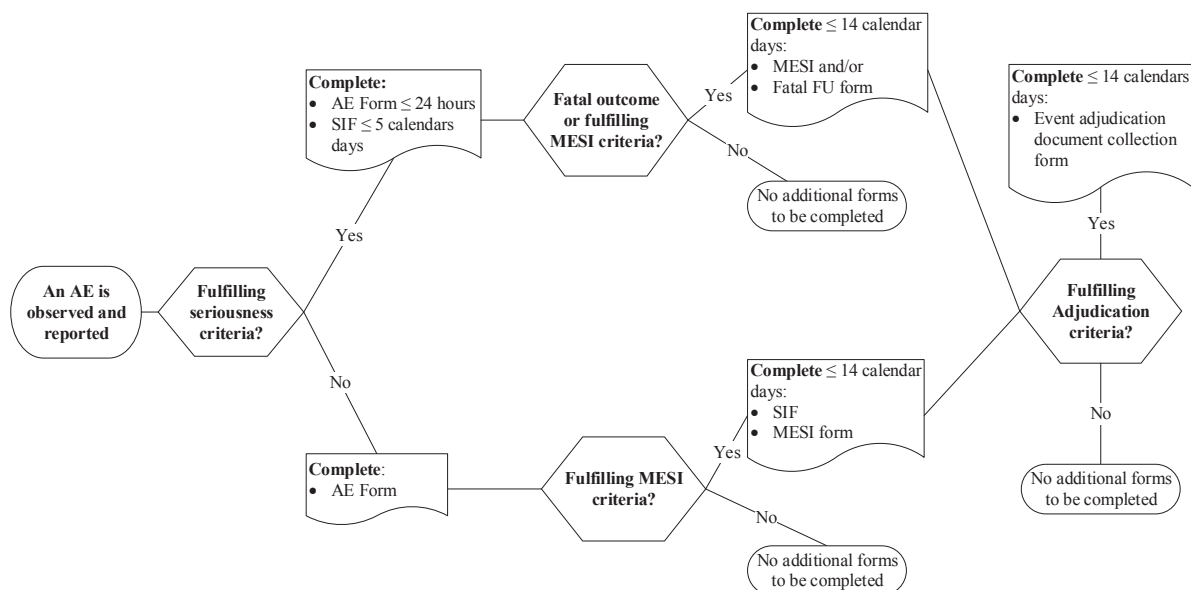 An AE is
observed and
reported
Fulfilling
seriousness
criteria?
Yes
Complete:
• AE Form ≤ 24 hours
• SIF ≤ 5 calendars
days
Fatal outcome
or fulfilling
MESI criteria?
Yes
Complete ≤ 14 calendar
days:
• MESI and/or
• Fatal FU form
No
No additional forms
to be completed
No
Complete:
• AE Form
Fulfilling MESI
criteria?
Yes
Complete ≤ 14 calendar
days:
• SIF
• MESI form
No
No additional forms
to be completed
Fulfilling
Adjudication
criteria?
Yes
Complete ≤ 14 calendars
days:
• Event adjudication
document collection
form
No
No additional forms
to be completed